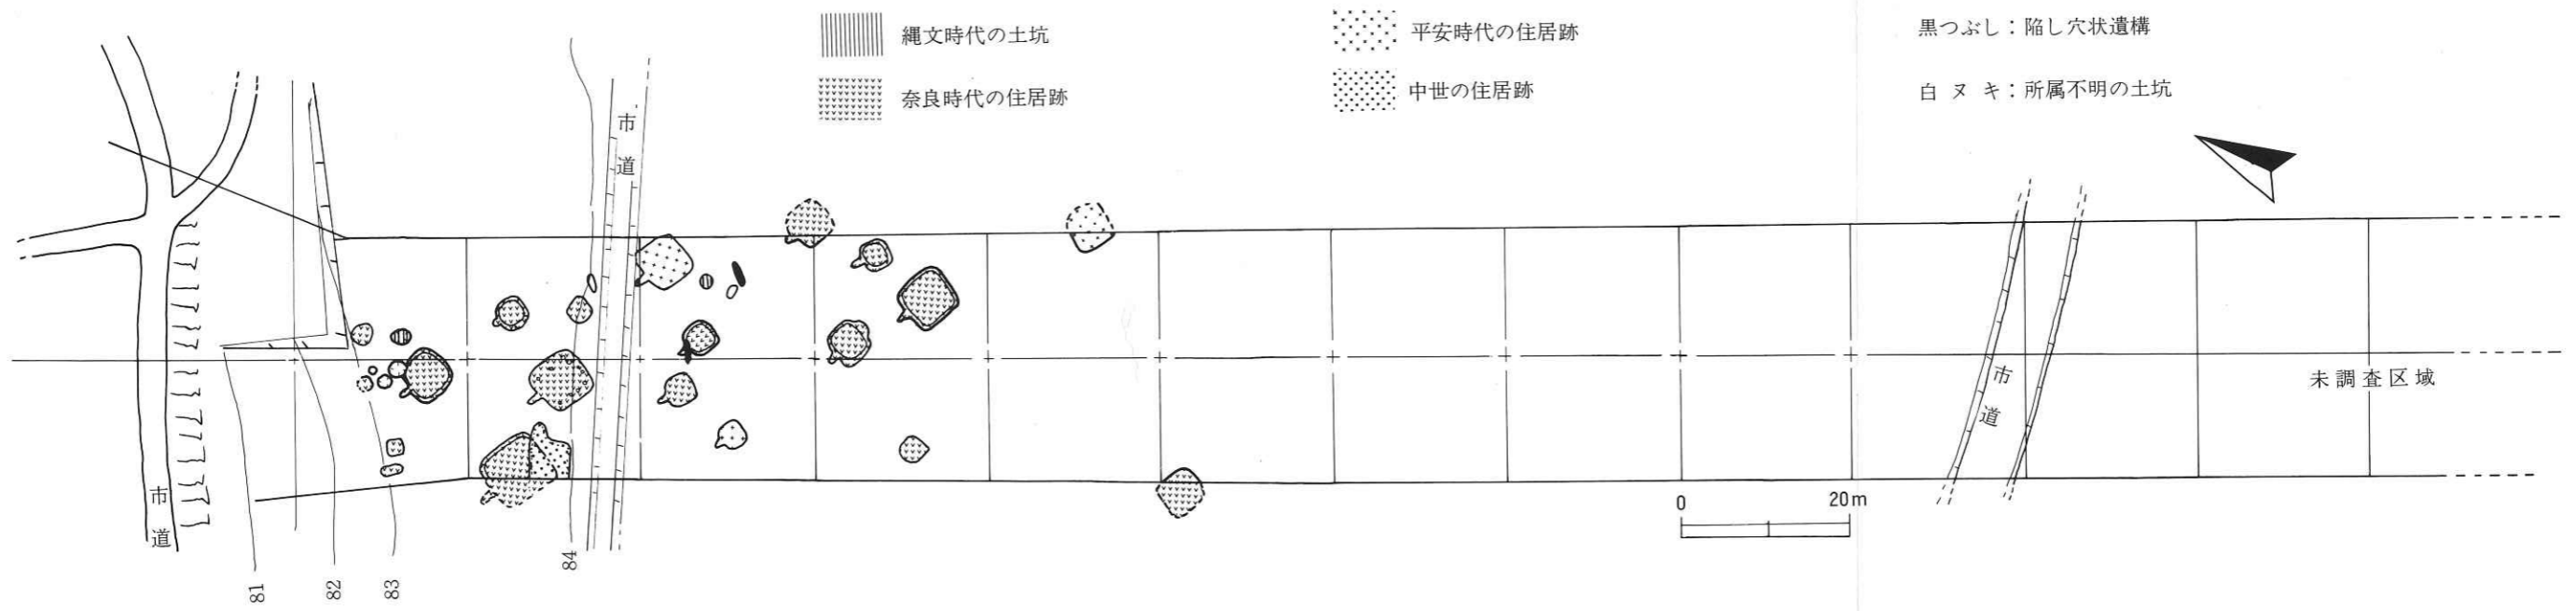 縄文時代の土坑
奈良時代の住居跡
平安時代の住居跡
中世の住居跡
黒つぶし：陥し穴状遺構
白ヌキ：所属不明の土坑
市道
市道
市道
未調査区域
0 20m
81
82
83
84